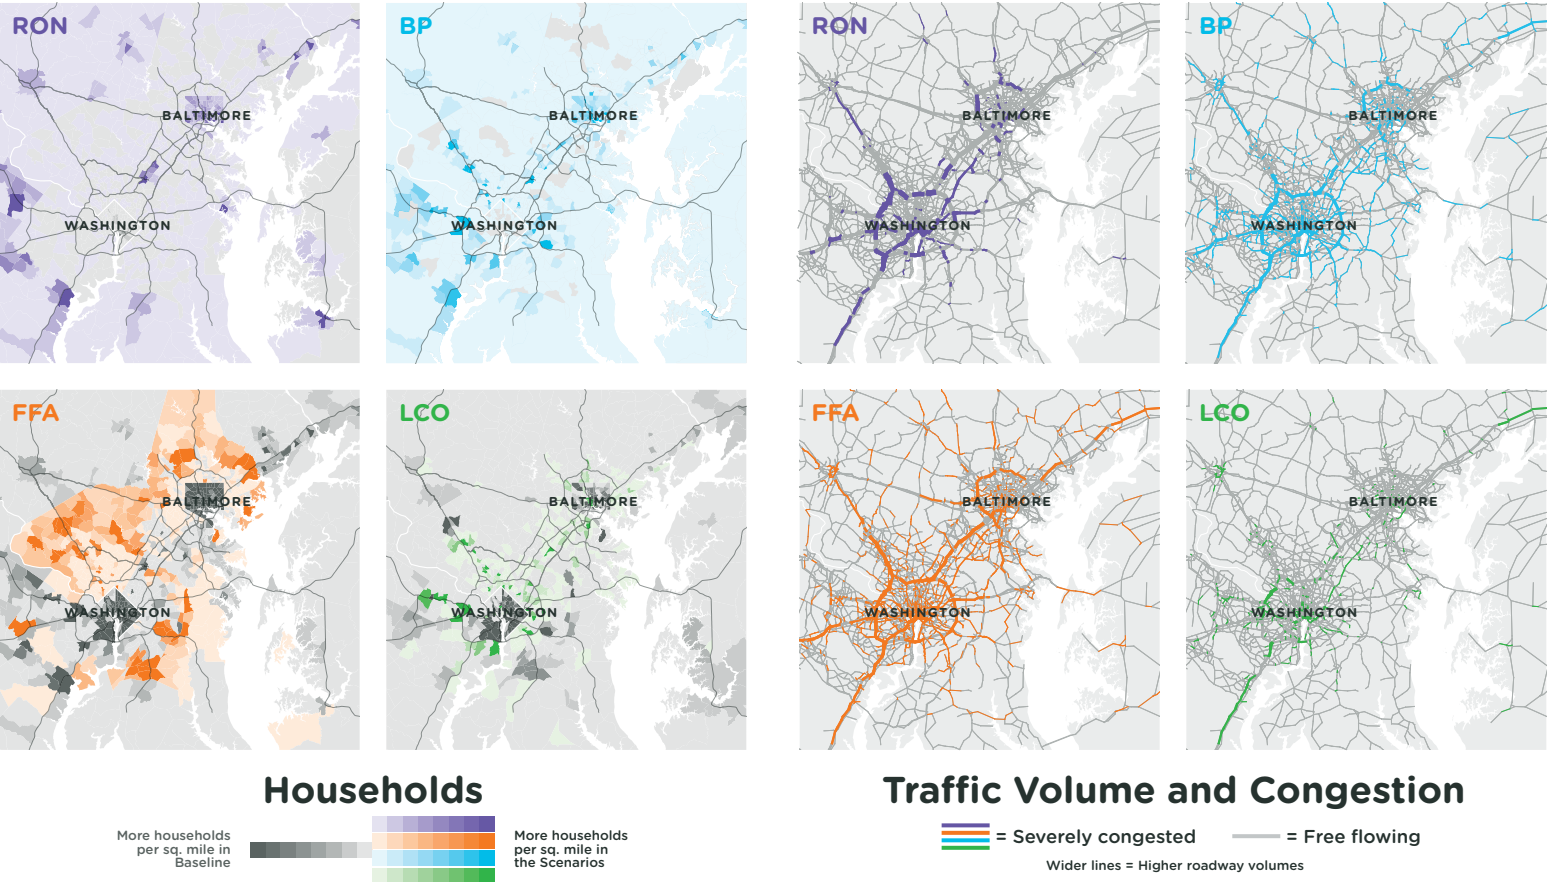 RON
BP
RON
BP
BALTIMORE
BALTIMORE
BALTIMORE
BALTIMORE
WASHINGTON
WASHINGTON
WASHINGTON
WASHINGTON
FFA
LCO
FFA
LCO
BALTIMORE
BALTIMORE
BALTIMORE
BALTIMORE
WASHINGTON
WASHINGTON
WASHINGTON
WASHINGTON
Households
More households
per sq. mile in
Baseline
More households
per sq. mile in
the Scenarios
Traffic Volume and Congestion
= Severely congested
= Free flowing
Wider lines = Higher roadway volumes